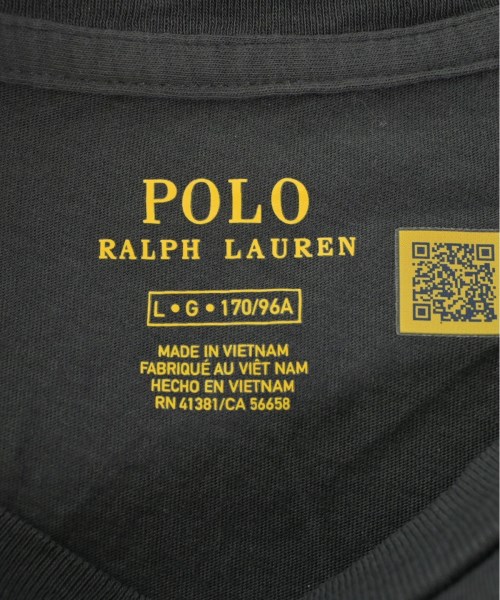 POLO
RALPH LAUREN
L • G • 170/96A
MADE IN VIETNAM
FABRIQUÉ AU VIÊT NAM
HECHO EN VIETNAM
RN 41381/CA 56658